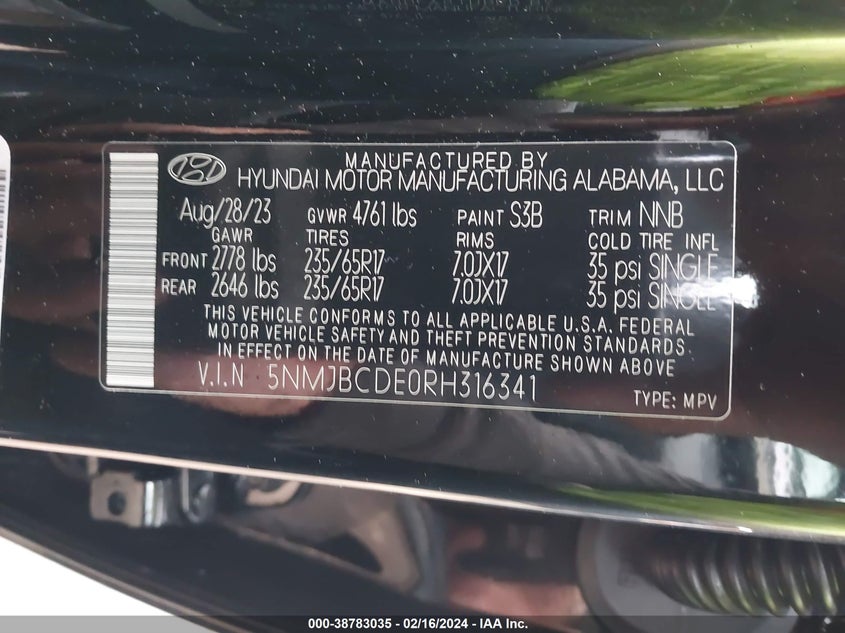 MANUFACTURED BY
HYUNDAI MOTOR MANUFACTURING ALABAMA, LLC
Aug/28/23 GVWR 4761 lbs PAINT S3B TRIM NNB
GAWR TIRES RIMS COLD TIRE INFL
FRONT 2778 lbs 235/65R17 7.0JX17 35 psi SINGLE
REAR 2646 lbs 235/65R17 7.0JX17 35 psi SINGLE
THIS VEHICLE CONFORMS TO ALL APPLICABLE U.S.A. FEDERAL
MOTOR VEHICLE SAFETY AND THEFT PREVENTION STANDARDS
IN EFFECT ON THE DATE OF MANUFACTURE SHOWN ABOVE
V.I.N 5NMJBCDE0RH316341
TYPE: MPV
000-38783035 - 02/16/2024 - IAA Inc.